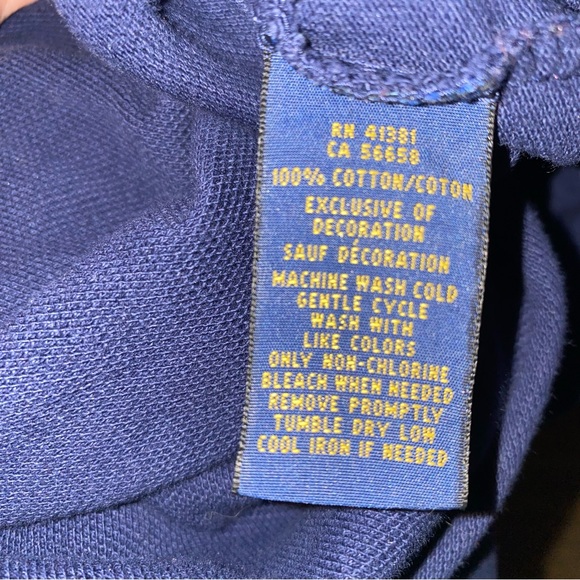 RN 41381
CA 56658
100% COTTON/COTON
EXCLUSIVE OF
DECORATION
SAUF DÉCORATION
MACHINE WASH COLD
GENTLE CYCLE
WASH WITH
LIKE COLORS
ONLY NON-CHLORINE
BLEACH WHEN NEEDED
REMOVE PROMPTLY
TUMBLE DRY LOW
COOL IRON IF NEEDED